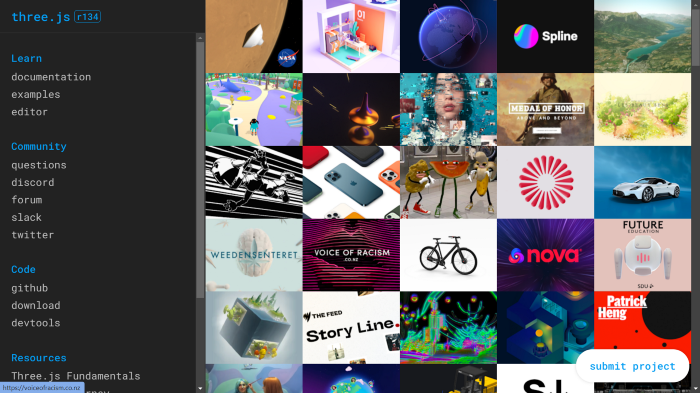 three.js r134
Learn
documentation
examples
editor
Community
questions
discord
forum
slack
twitter
Code
github
download
devtools
Resources
Three.js Fundamentals
https://voiceofracism.co.nz
NASA
01
Spline
MEDAL OF HONOR
ABOVE AND BEYOND
WEEDENSENTERET
VOICE OF RACISM
.CO.NZ
nova
FUTURE
EDUCATION
SDU
THE FEED
Story Line.
Patrick
Heng
submit project